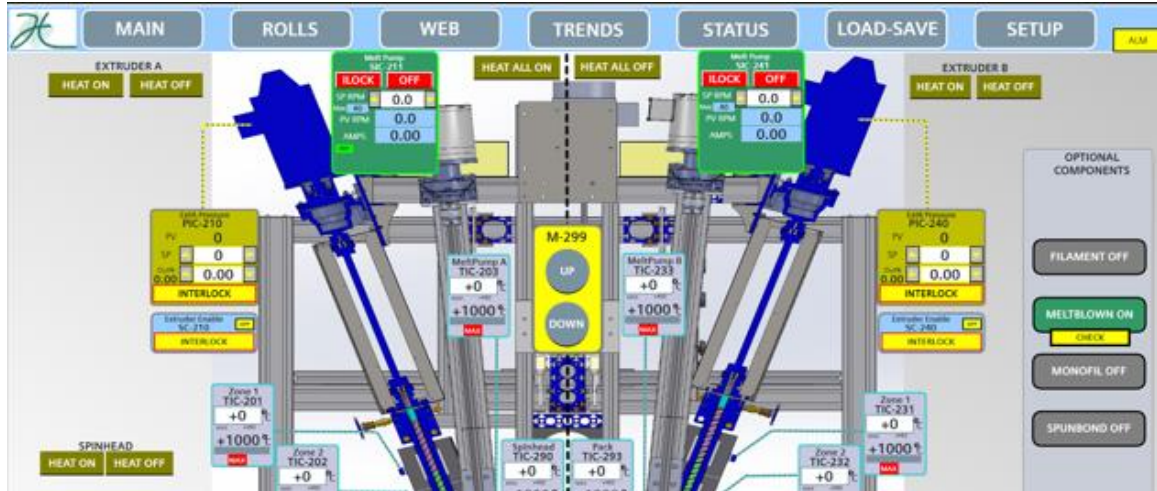 MAIN ROLLS WEB TRENDS STATUS LOAD-SAVE SETUP
ALM
EXTRUDER A
HEAT ON HEAT OFF
Melt Pump
SIC-211
ILOCK OFF
SP RPM 0.0
PV RPM 0.0
AMPS 0.00
HEAT ALL ON HEAT ALL OFF
Melt Pump
SIC-241
ILOCK OFF
SP RPM 0.0
PV RPM 0.0
AMPS 0.00
EXTRUDER B
HEAT ON HEAT OFF
OPTIONAL
COMPONENTS
FILAMENT OFF
MELTBLOWN ON
CHECK
MONOFIL OFF
SPUNBOND OFF
PIC-210
PV 0
SP 0
0.00 0.00
INTERLOCK
Extruder Enable
SC-210 OFF
INTERLOCK
MeltPump A
TIC-203
+0 °C
+1000 °C
MAX
M-299
UP
DOWN
MeltPump B
TIC-233
+0 °C
+1000 °C
MAX
PIC-240
PV 0
SP 0
0.00 0.00
INTERLOCK
Extruder Enable
SC-240 OFF
INTERLOCK
Zone 1
TIC-201
+0 °C
+1000 °C
MAX
Zone 2
TIC-202
+0 °C
Spinhead
TIC-290
+0 °C
Pack
TIC-293
+0 °C
Zone 1
TIC-231
+0 °C
+1000 °C
MAX
Zone 2
TIC-232
+0 °C
SPINHEAD
HEAT ON HEAT OFF